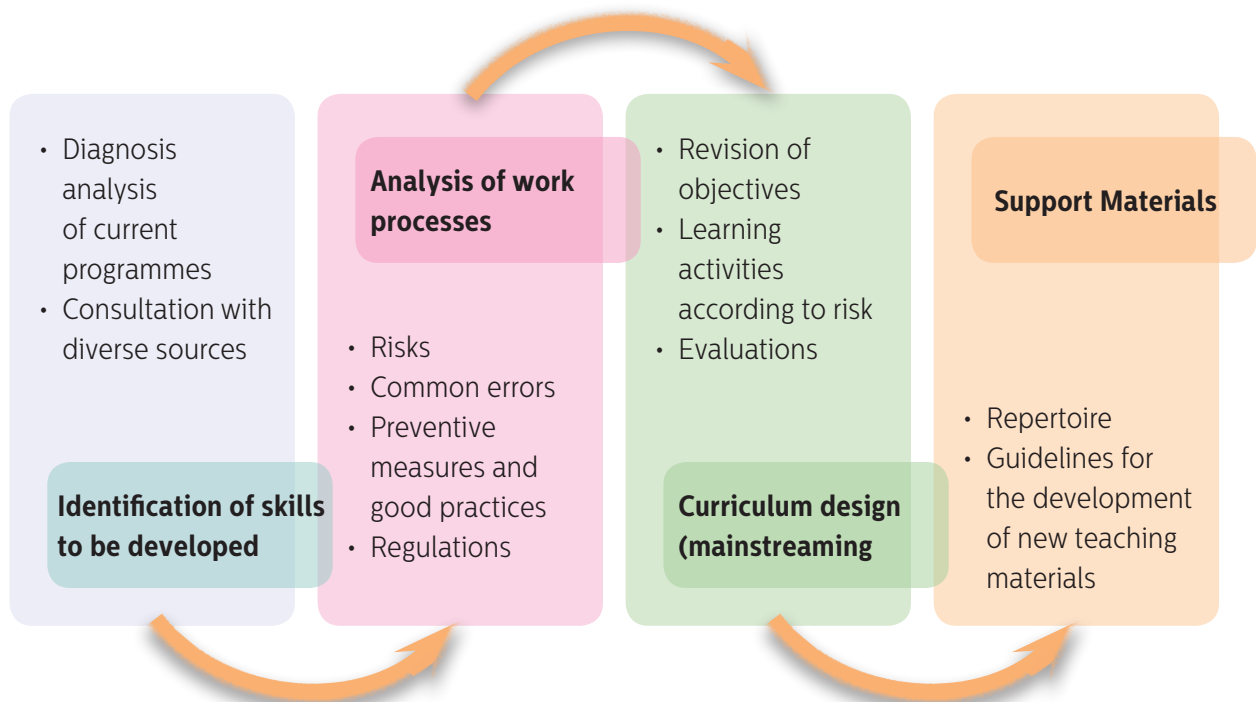 • Diagnosis
analysis
of current
programmes
• Consultation with
diverse sources
Identification of skills
to be developed
Analysis of work
processes
• Risks
• Common errors
• Preventive
measures and
good practices
• Regulations
• Revision of
objectives
• Learning
activities
according to risk
• Evaluations
Curriculum design
(mainstreaming
Support Materials
• Repertoire
• Guidelines for
the development
of new teaching
materials